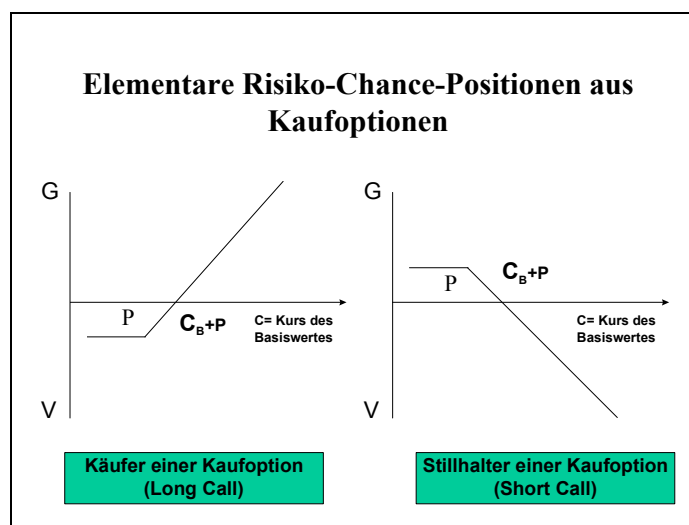 Elementare Risiko-Chance-Positionen aus
Kaufoptionen
G
P
C_B+P
C= Kurs des
Basiswertes
V
Käufer einer Kaufoption
(Long Call)
G
P
C_B+P
C= Kurs des
Basiswertes
V
Stillhalter einer Kaufoption
(Short Call)